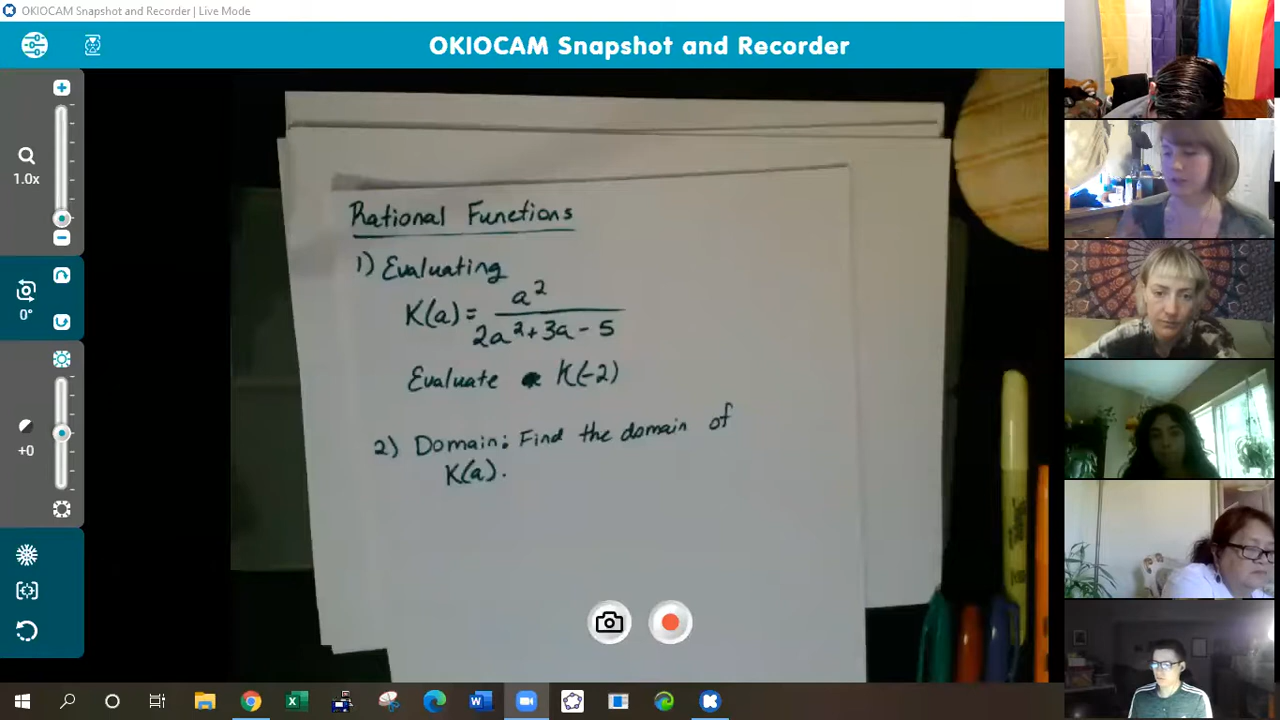 OKIOCAM Snapshot and Recorder | Live Mode
OKIOCAM Snapshot and Recorder
1.0x
0°
+0
Rational Functions
1) Evaluating
K(a) = a² / 2a² + 3a - 5
Evaluate K(-2)
2) Domain: Find the domain of
K(a).